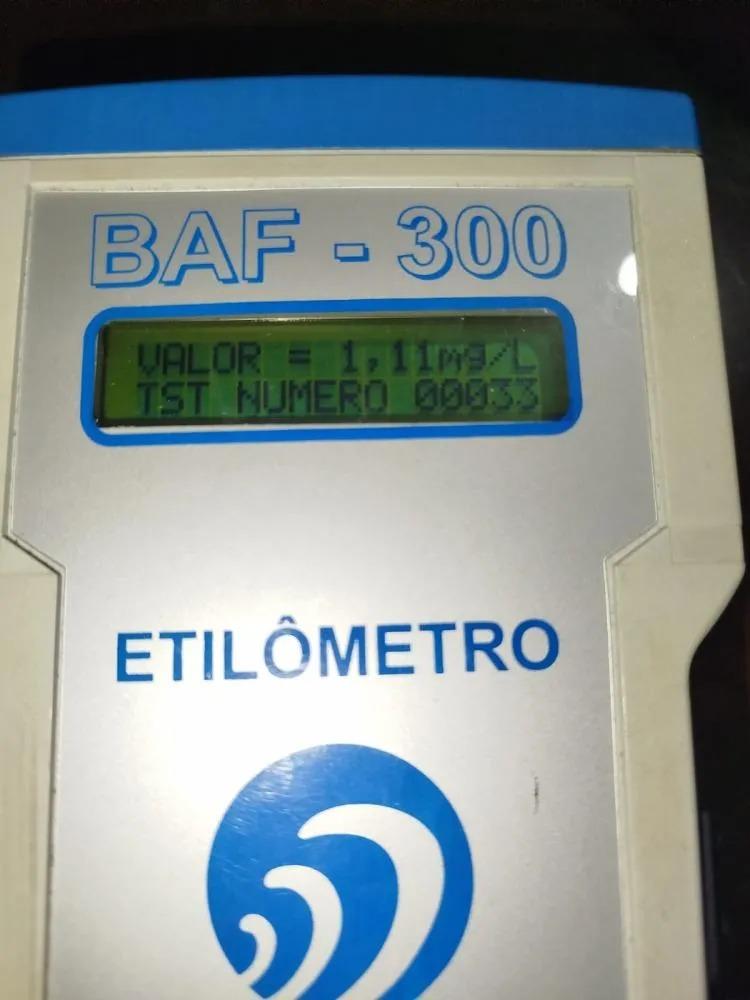 BAF - 300
VALOR = 1,11mg/L
TST NUMERO 00033
ETILÔMETRO